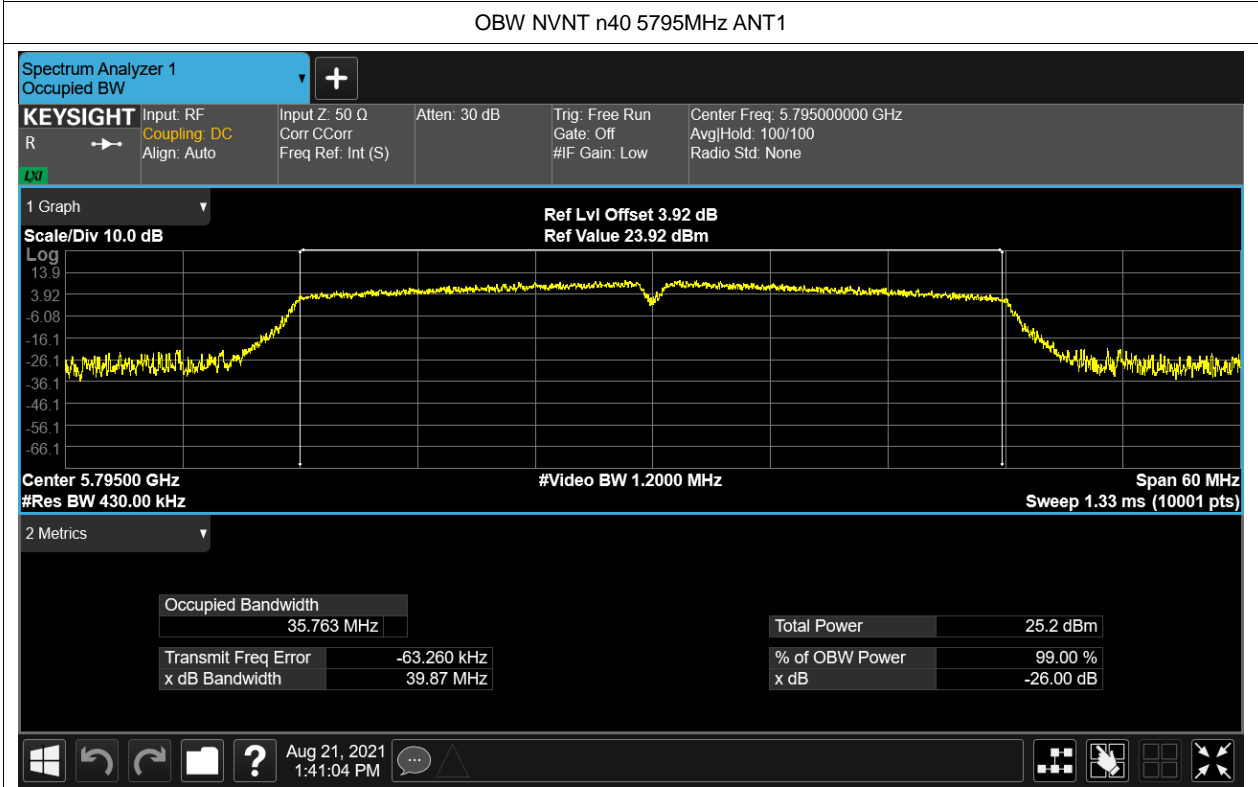 OBW NVNT n40 5795MHz ANT1
Spectrum Analyzer 1
Occupied BW
KEYSIGHT
R
LXI
Input: RF
Coupling: DC
Align: Auto
Input Z: 50 Ω
Corr CCorr
Freq Ref: Int (S)
Atten: 30 dB
Trig: Free Run
Gate: Off
#IF Gain: Low
Center Freq: 5.795000000 GHz
Avg|Hold: 100/100
Radio Std: None
1 Graph
Scale/Div 10.0 dB
Ref Lvl Offset 3.92 dB
Ref Value 23.92 dBm
Log
13.9
3.92
-6.08
-16.1
-26.1
-36.1
-46.1
-56.1
-66.1
Center 5.79500 GHz
#Video BW 1.2000 MHz
Span 60 MHz
#Res BW 430.00 kHz
Sweep 1.33 ms (10001 pts)
2 Metrics
Occupied Bandwidth
35.763 MHz
Transmit Freq Error -63.260 kHz
x dB Bandwidth 39.87 MHz
Total Power 25.2 dBm
% of OBW Power 99.00 %
x dB -26.00 dB
?
Aug 21, 2021
1:41:04 PM